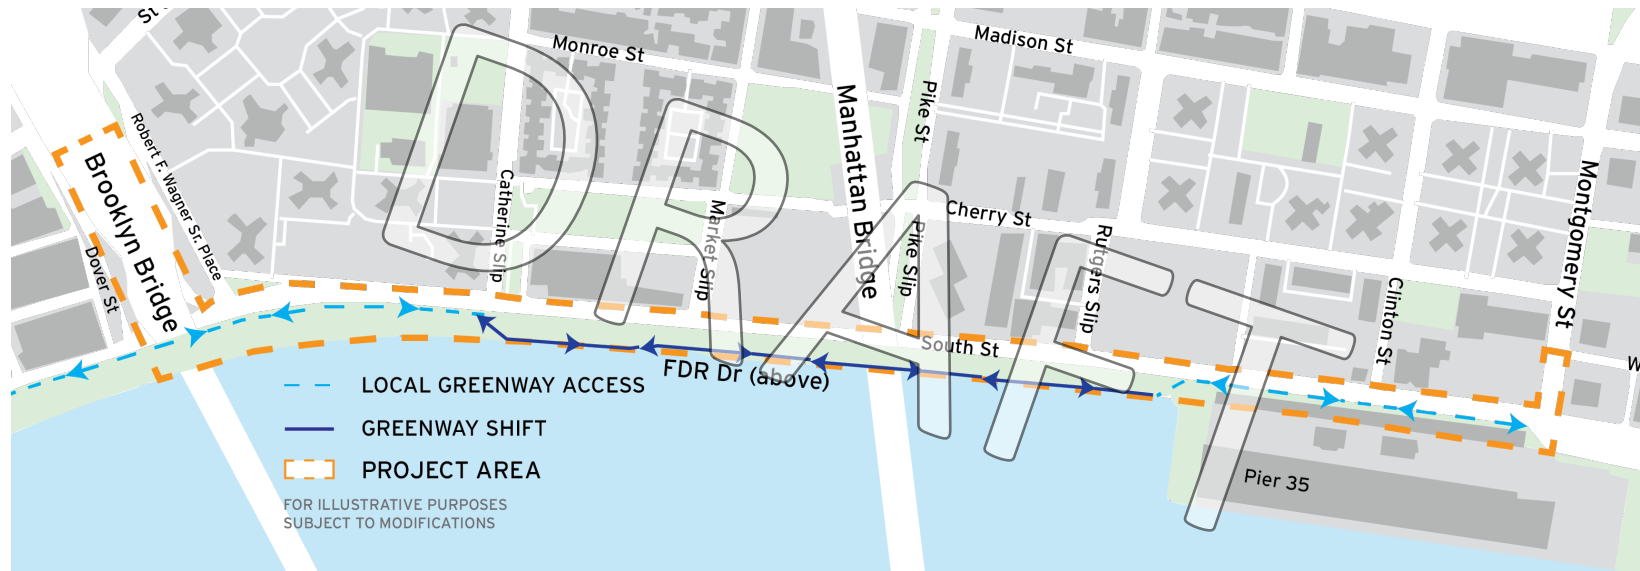 St
Monroe St
Madison St
Robert F. Wagner Sr. Place
Brooklyn Bridge
Dover St
Catherine Slip
Market Slip
Manhattan Bridge
Pike St
Pike Slip
Cherry St
Rutgers Slip
Clinton St
Montgomery St
W
South St
FDR Dr (above)
Pier 35
DRAFT
LOCAL GREENWAY ACCESS
GREENWAY SHIFT
PROJECT AREA
FOR ILLUSTRATIVE PURPOSES
SUBJECT TO MODIFICATIONS